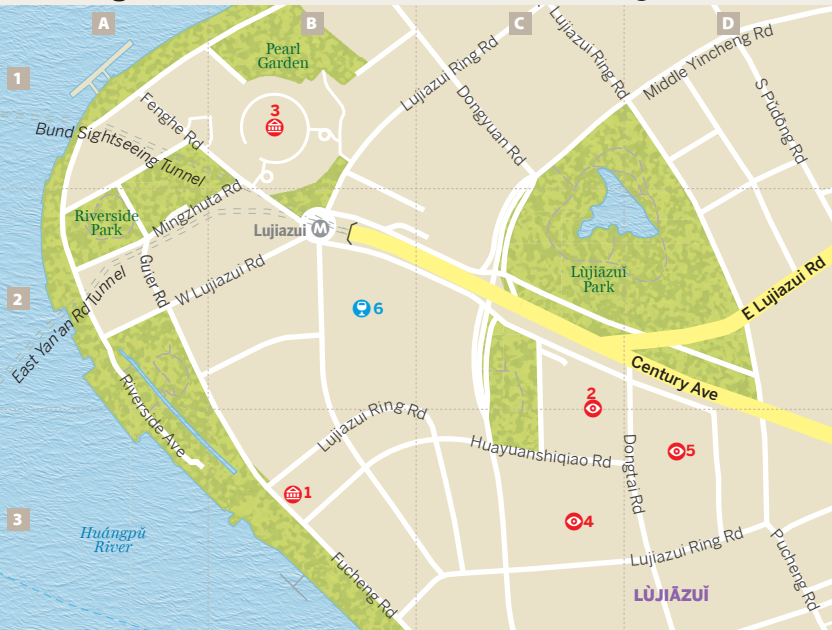 A
B
C
D
1
2
3
Pearl
Garden
Lujiazui Ring Rd
Lujiazui Ring Rd
Middle Yincheng Rd
S Pǔdōng Rd
Fenghe Rd
3
Dongyuan Rd
Bund Sightseeing Tunnel
Mingzhuta Rd
Riverside
Park
Lujiazui
M
Lùjiāzuǐ
Park
Guier Rd
W Lujiazui Rd
East Yan'an Rd Tunnel
E Lujiazui Rd
6
Century Ave
Riverside Ave
2
Lujiazui Ring Rd
Huayuanshiqiao Rd
Dongtai Rd
5
1
4
Huángpǔ
River
Lujiazui Ring Rd
Pucheng Rd
Fucheng Rd
LÙJIĀZUǏ